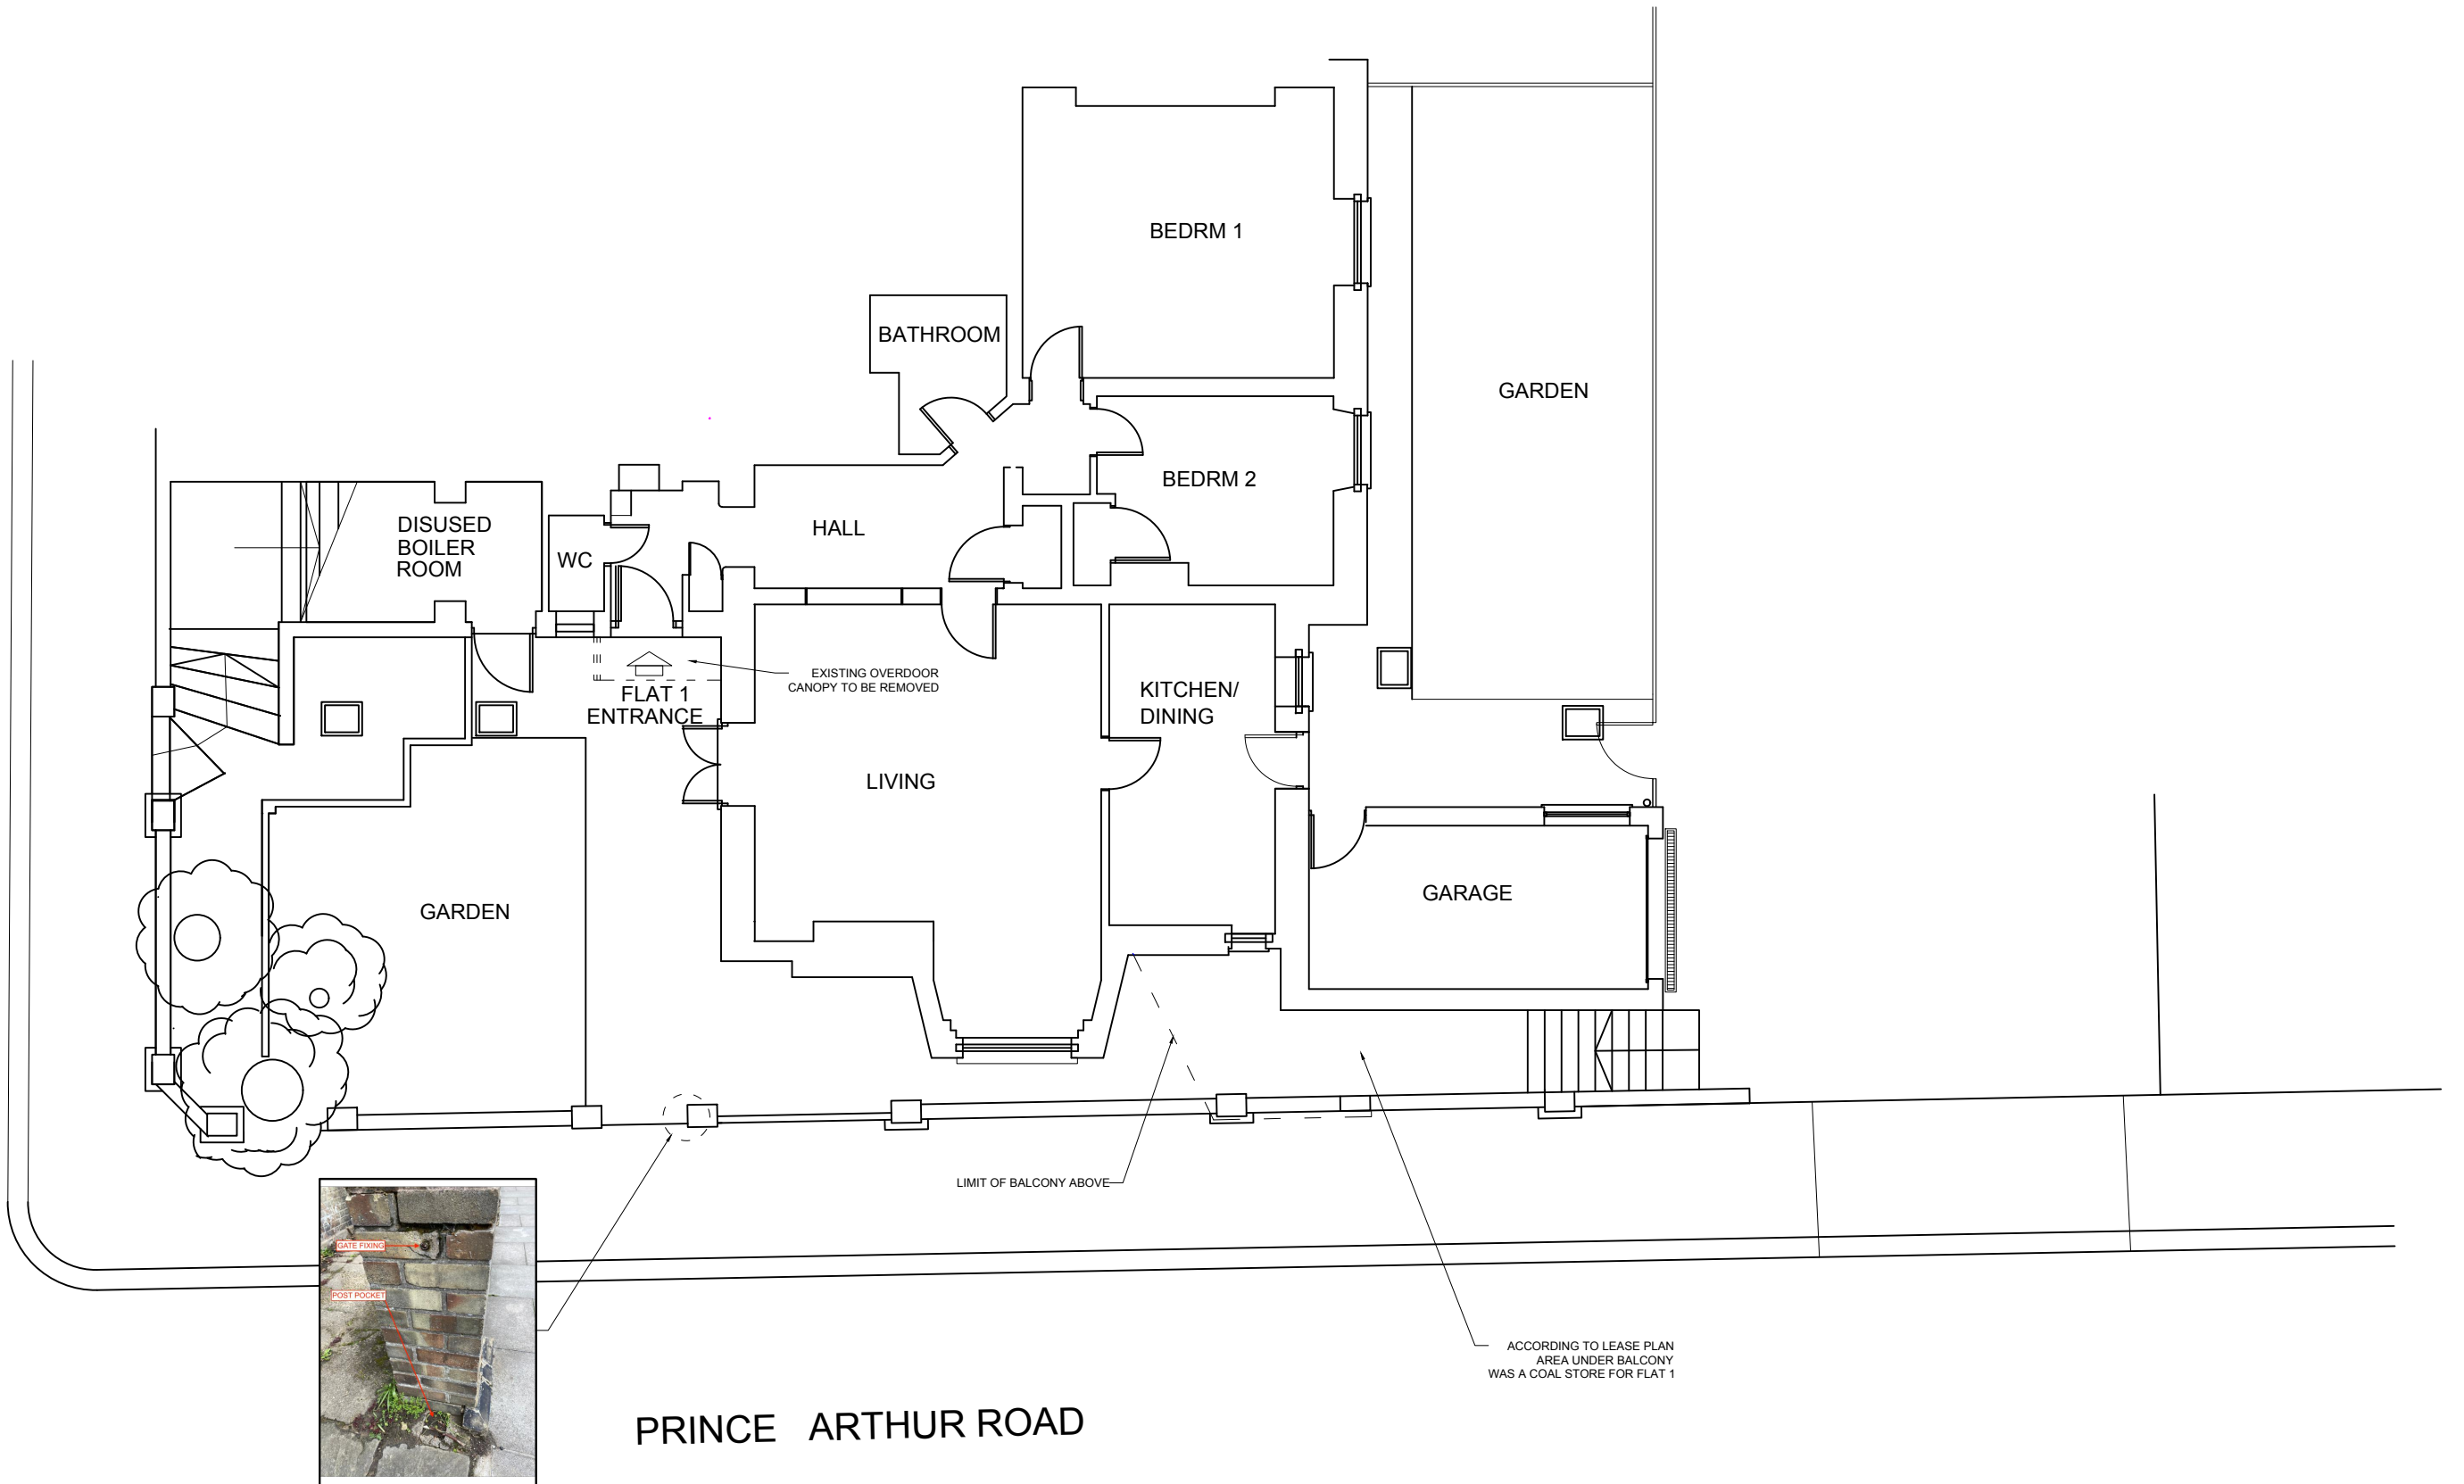 BEDRM 1
BATHROOM
GARDEN
BEDRM 2
DISUSED
BOILER
ROOM
WC
HALL
EXISTING OVERDOOR
CANOPY TO BE REMOVED
FLAT 1
ENTRANCE
KITCHEN/
DINING
LIVING
GARAGE
GARDEN
LIMIT OF BALCONY ABOVE
GATE FIXING
POST POCKET
ACCORDING TO LEASE PLAN
AREA UNDER BALCONY
WAS A COAL STORE FOR FLAT 1
PRINCE ARTHUR ROAD